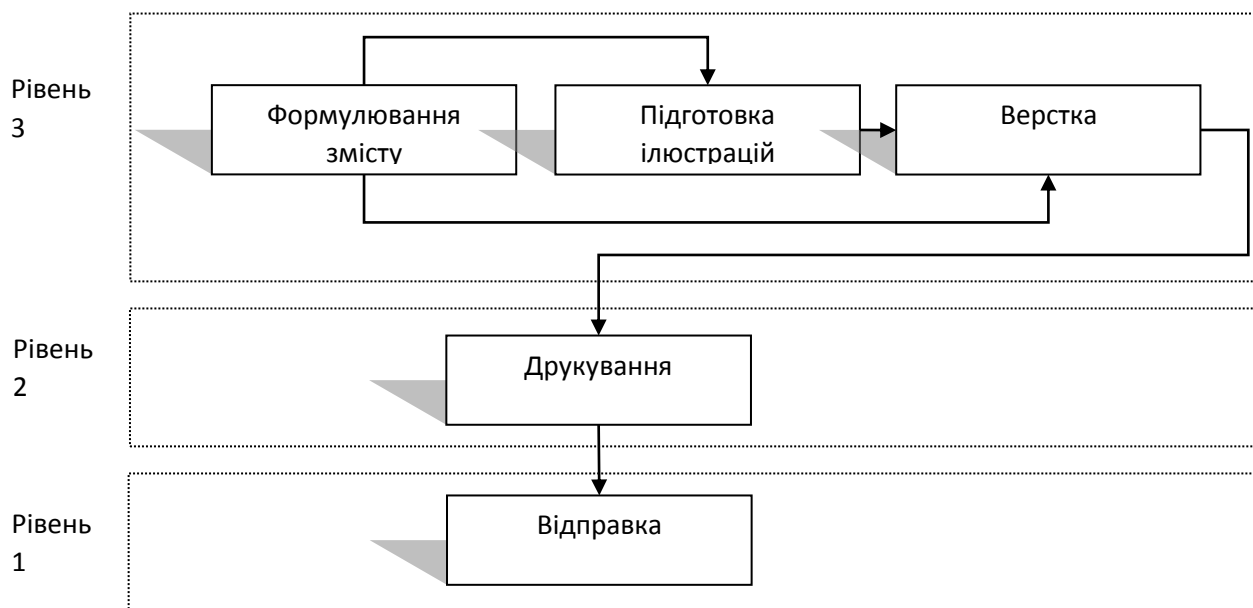 Рівень
3
Формулювання
змісту
Підготовка
ілюстрацій
Верстка
Рівень
2
Друкування
Рівень
1
Відправка